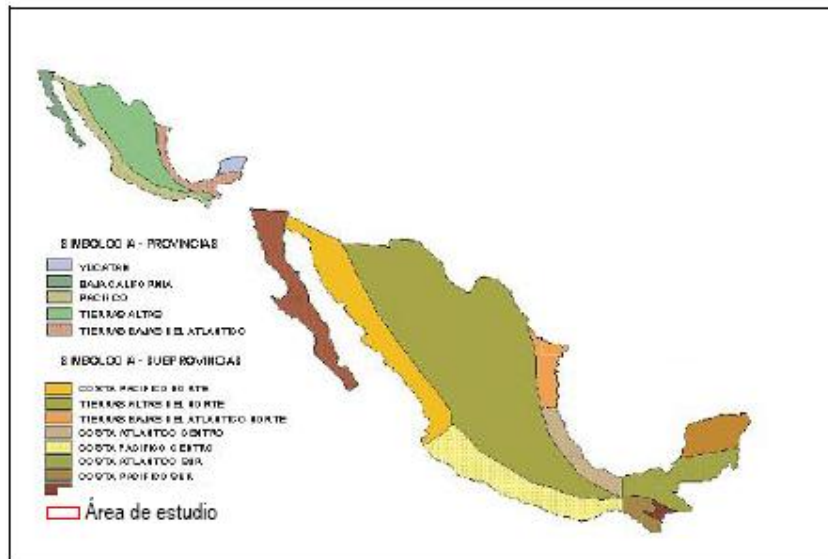 SIMBOLOGIA - PROVINCIAS
YUCATAN
BAJA CALIFORNIA
PACIFICO
TIERRAS ALTAS
TIERRAS BAJAS DEL ATLANTICO
SIMBOLOGIA - SUBPROVINCIAS
COSTA PACIFICO NORTE
TIERRAS ALTAS DEL NORTE
TIERRAS BAJAS DEL ATLANTICO NORTE
COSTA ATLANTICO CENTRO
COSTA PACIFICO CENTRO
COSTA ATLANTICO SUR
COSTA PACIFICO SUR
Área de estudio